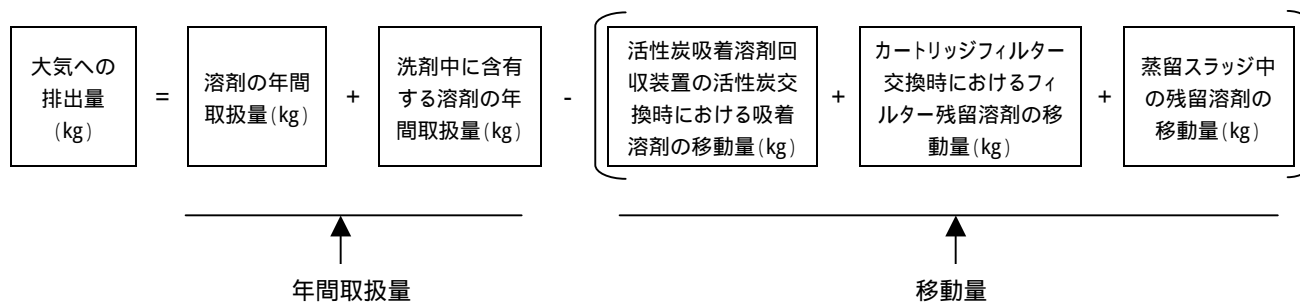 大気への
排出量
(kg)
=
溶剤の年間
取扱量(kg)
+
洗剤中に含有
する溶剤の年
間取扱量(kg)
-
活性炭吸着溶剤回
収装置の活性炭交
換時における吸着
溶剤の移動量(kg)
+
カートリッジフィルター
交換時におけるフィ
ルター残留溶剤の移
動量(kg)
+
蒸留スラッジ中
の残留溶剤の
移動量(kg)
年間取扱量
移動量